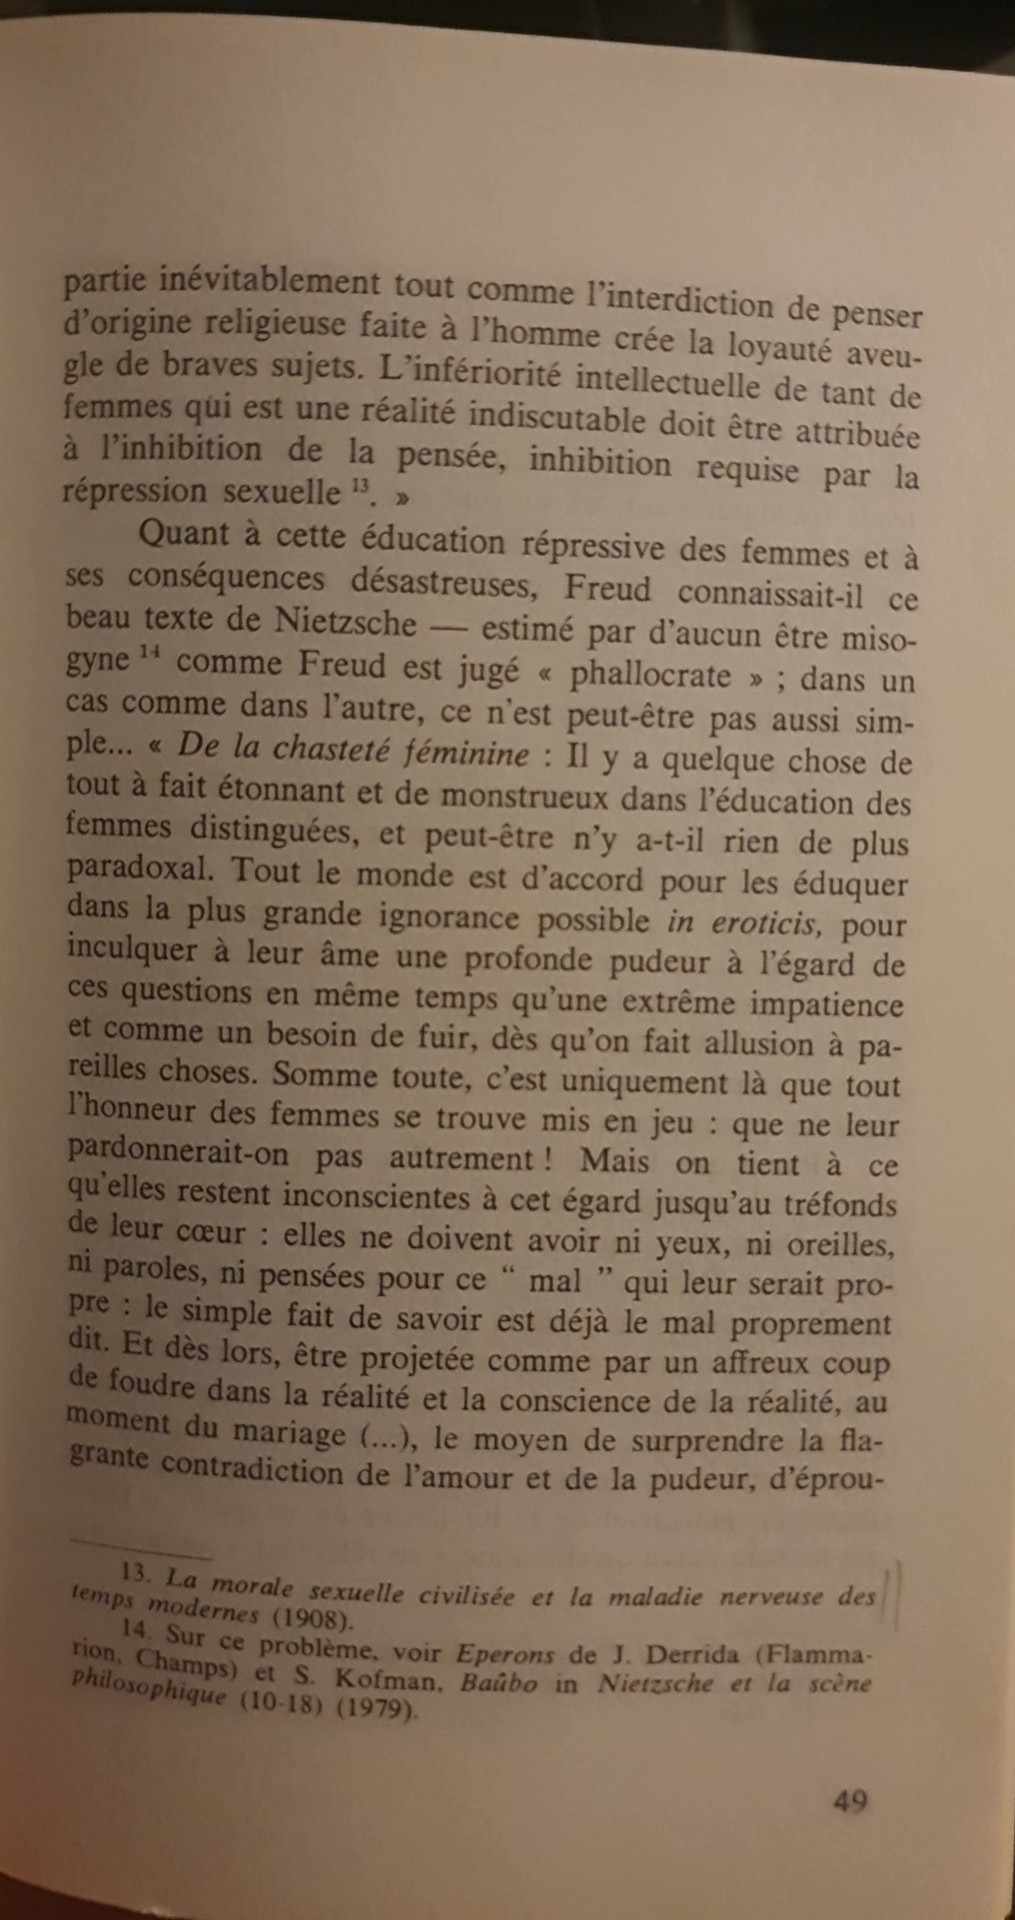 partie inévitablement tout comme l'interdiction de penser
d'origine religieuse faite à l'homme crée la loyauté aveu-
gle de braves sujets. L'infériorité intellectuelle de tant de
femmes qui est une réalité indiscutable doit être attribuée
à l'inhibition de la pensée, inhibition requise par la
répression sexuelle 13. »
Quant à cette éducation répressive des femmes et à
ses conséquences désastreuses, Freud connaissait-il ce
beau texte de Nietzsche — estimé par d'aucun être miso-
gyne 14 comme Freud est jugé « phallocrate » ; dans un
cas comme dans l'autre, ce n'est peut-être pas aussi sim-
ple... « De la chasteté féminine : Il y a quelque chose de
tout à fait étonnant et de monstrueux dans l'éducation des
femmes distinguées, et peut-être n'y a-t-il rien de plus
paradoxal. Tout le monde est d'accord pour les éduquer
dans la plus grande ignorance possible in eroticis, pour
inculquer à leur âme une profonde pudeur à l'égard de
ces questions en même temps qu'une extrême impatience
et comme un besoin de fuir, dès qu'on fait allusion à pa-
reilles choses. Somme toute, c'est uniquement là que tout
l'honneur des femmes se trouve mis en jeu : que ne leur
pardonnerait-on pas autrement ! Mais on tient à ce
qu'elles restent inconscientes à cet égard jusqu'au tréfonds
de leur cœur : elles ne doivent avoir ni yeux, ni oreilles,
ni paroles, ni pensées pour ce “ mal ” qui leur serait pro-
pre : le simple fait de savoir est déjà le mal proprement
dit. Et dès lors, être projetée comme par un affreux coup
de foudre dans la réalité et la conscience de la réalité, au
moment du mariage (...), le moyen de surprendre la fla-
grante contradiction de l'amour et de la pudeur, d'éprou-
13. La morale sexuelle civilisée et la maladie nerveuse des
temps modernes (1908).
14. Sur ce problème, voir Eperons de J. Derrida (Flamma-
rion, Champs) et S. Kofman, Baûbo in Nietzsche et la scène
philosophique (10-18) (1979).
49